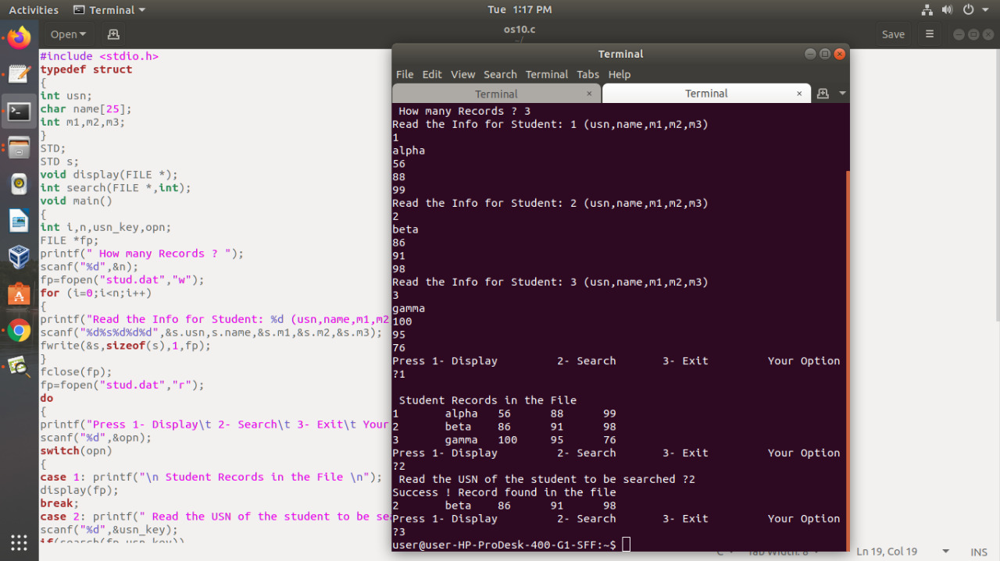 Activities Terminal Tue 1:17 PM
Open os10.c Save
~/
#include <stdio.h>
typedef struct
{
int usn;
char name[25];
int m1,m2,m3;
}
STD;
STD s;
void display(FILE *);
int search(FILE *,int);
void main()
{
int i,n,usn_key,opn;
FILE *fp;
printf(" How many Records ? ");
scanf("%d",&n);
fp=fopen("stud.dat","w");
for (i=0;i<n;i++)
{
printf("Read the Info for Student: %d (usn,name,m1,m2
scanf("%d%s%d%d%d",&s.usn,s.name,&s.m1,&s.m2,&s.m3);
fwrite(&s,sizeof(s),1,fp);
}
fclose(fp);
fp=fopen("stud.dat","r");
do
{
printf("Press 1- Display\t 2- Search\t 3- Exit\t Your
scanf("%d",&opn);
switch(opn)
{
case 1: printf("\n Student Records in the File \n");
display(fp);
break;
case 2: printf(" Read the USN of the student to be sea
scanf("%d",&usn_key);
if(search(fp,usn_key))
Terminal
File Edit View Search Terminal Tabs Help
Terminal × Terminal ×
How many Records ? 3
Read the Info for Student: 1 (usn,name,m1,m2,m3)
1
alpha
56
88
99
Read the Info for Student: 2 (usn,name,m1,m2,m3)
2
beta
86
91
98
Read the Info for Student: 3 (usn,name,m1,m2,m3)
3
gamma
100
95
76
Press 1- Display 2- Search 3- Exit Your Option
?1
Student Records in the File
1 alpha 56 88 99
2 beta 86 91 98
3 gamma 100 95 76
Press 1- Display 2- Search 3- Exit Your Option
?2
Read the USN of the student to be searched ?2
Success ! Record found in the file
2 beta 86 91 98
Press 1- Display 2- Search 3- Exit Your Option
?3
user@user-HP-ProDesk-400-G1-SFF:~$
C Tab Width: 8 Ln 19, Col 19 INS